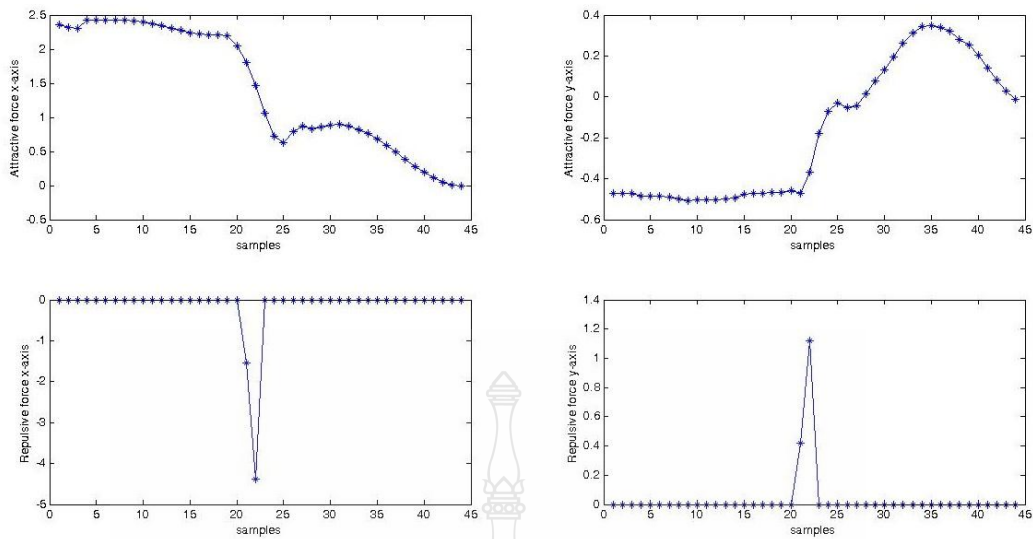 Attractive force x-axis
2.5
2
1.5
1
0.5
0
-0.5
0 5 10 15 20 25 30 35 40 45
samples
Attractive force y-axis
0.4
0.2
0
-0.2
-0.4
-0.6
0 5 10 15 20 25 30 35 40 45
samples
Repulsive force x-axis
0
-1
-2
-3
-4
-5
0 5 10 15 20 25 30 35 40 45
samples
Repulsive force y-axis
1.4
1.2
1
0.8
0.6
0.4
0.2
0
0 5 10 15 20 25 30 35 40 45
samples